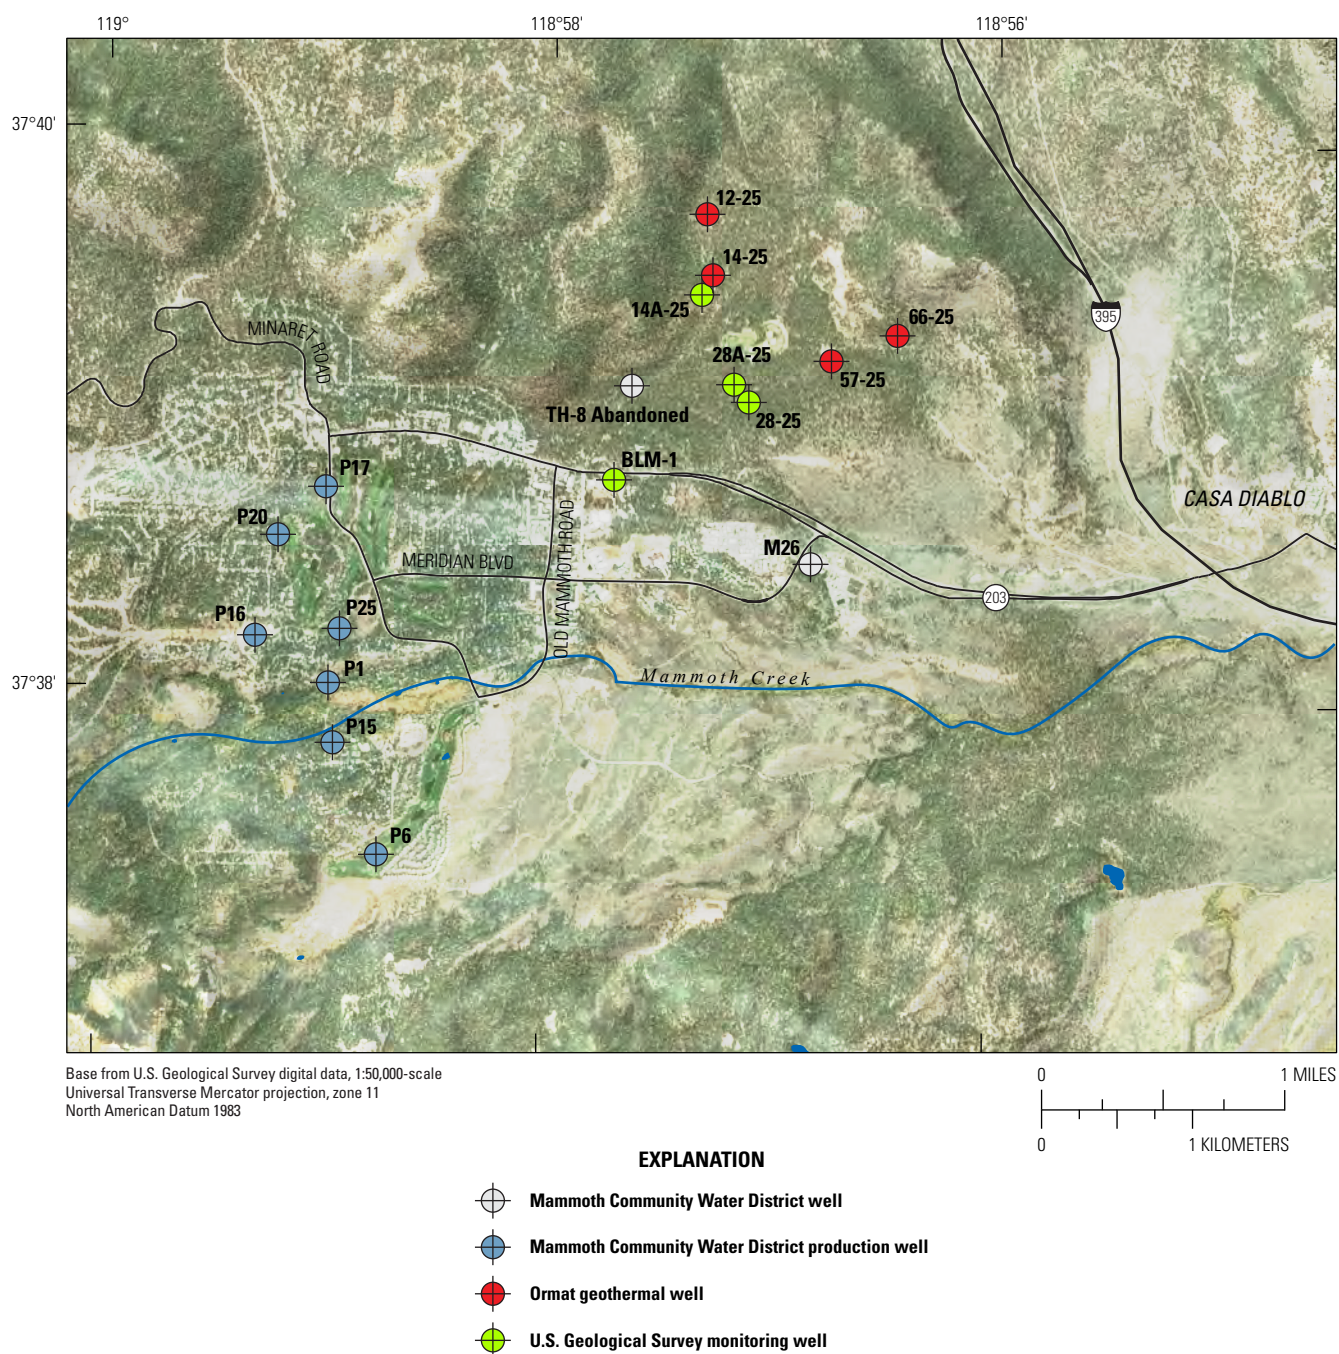 119°
118°58'
118°56'
37°40'
12-25
14-25
14A-25
66-25
395
MINARET ROAD
28A-25
57-25
TH-8 Abandoned
28-25
BLM-1
P17
CASA DIABLO
P20
OLD MAMMOTH ROAD
M26
MERIDIAN BLVD
203
P16
P25
P1
37°38'
Mammoth Creek
P15
P6
Base from U.S. Geological Survey digital data, 1:50,000-scale
Universal Transverse Mercator projection, zone 11
North American Datum 1983
0 1 MILES
0 1 KILOMETERS
EXPLANATION
Mammoth Community Water District well
Mammoth Community Water District production well
Ormat geothermal well
U.S. Geological Survey monitoring well